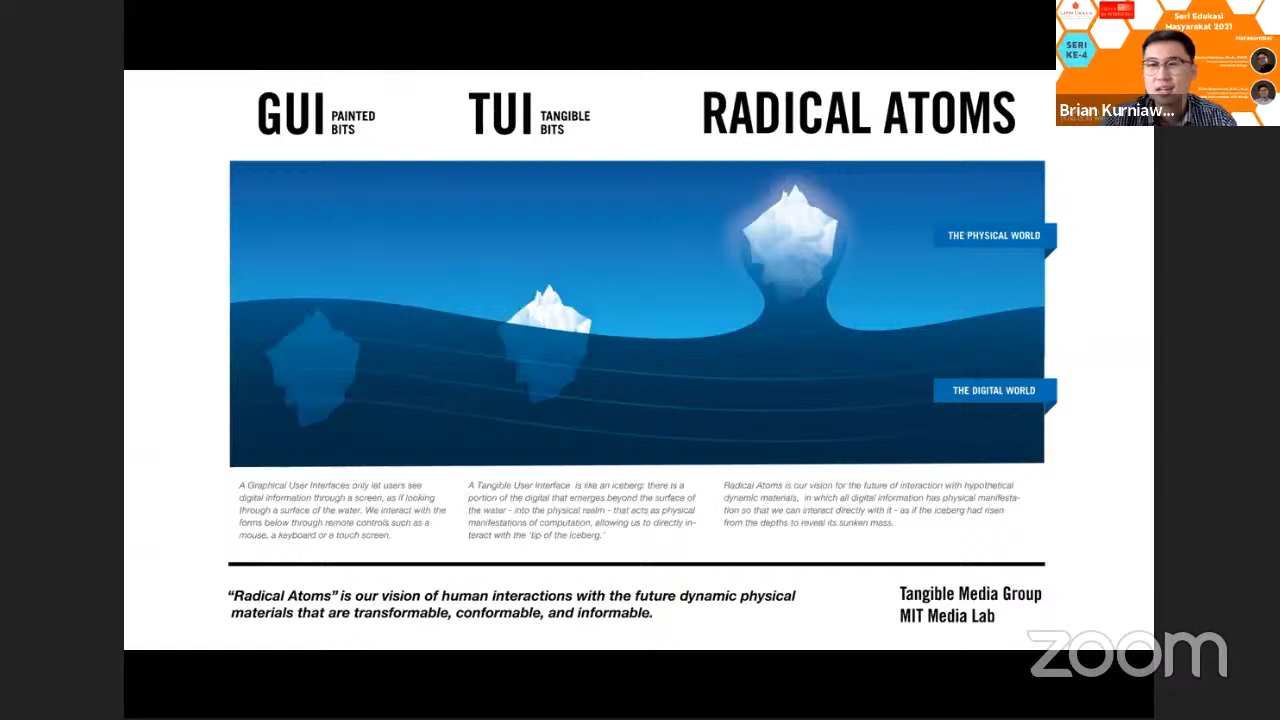 GUI PAINTED BITS
TUI TANGIBLE BITS
RADICAL ATOMS
THE PHYSICAL WORLD
THE DIGITAL WORLD
A Graphical User Interfaces only let users see
digital information through a screen, as if looking
through a surface of the water. We interact with the
forms below through remote controls such as a
mouse, a keyboard or a touch screen.
A Tangible User Interface is like an iceberg: there is a
portion of the digital that emerges beyond the surface of
the water - into the physical realm - that acts as physical
manifestations of computation, allowing us to directly in-
teract with the 'tip of the iceberg.'
Radical Atoms is our vision for the future of interaction with hypothetical
dynamic materials, in which all digital information has physical manifesta-
tion so that we can interact directly with it - as if the iceberg had risen
from the depths to reveal its sunken mass.
“Radical Atoms” is our vision of human interactions with the future dynamic physical
materials that are transformable, conformable, and informable.
Tangible Media Group
MIT Media Lab
Seri Edukasi
Masyarakat 2021
Narasumber
SERI
KE-4
Brian Kurniaw...
zoom